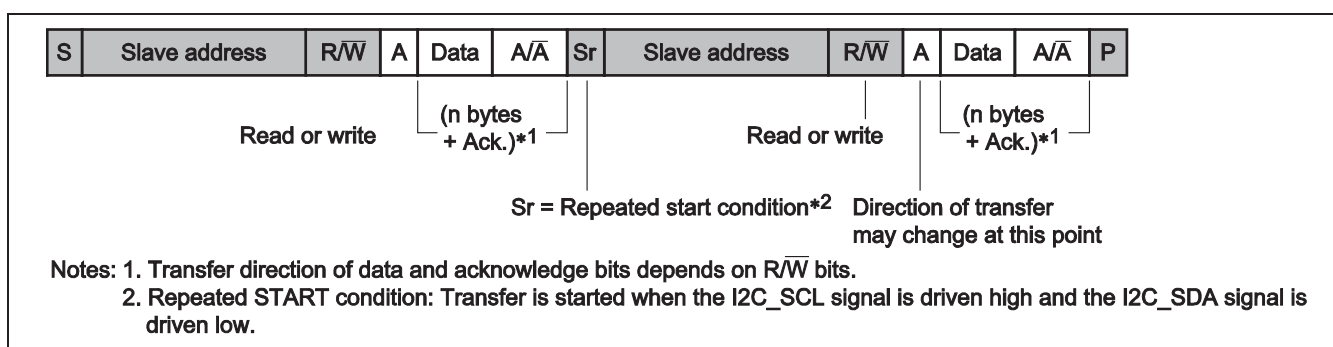 S Slave address R/W̅ A Data A/A̅ Sr Slave address R/W̅ A Data A/A̅ P
Read or write
(n bytes
+ Ack.)*1
Read or write
(n bytes
+ Ack.)*1
Sr = Repeated start condition*2
Direction of transfer
may change at this point
Notes: 1. Transfer direction of data and acknowledge bits depends on R/W̅ bits.
2. Repeated START condition: Transfer is started when the I2C_SCL signal is driven high and the I2C_SDA signal is
driven low.